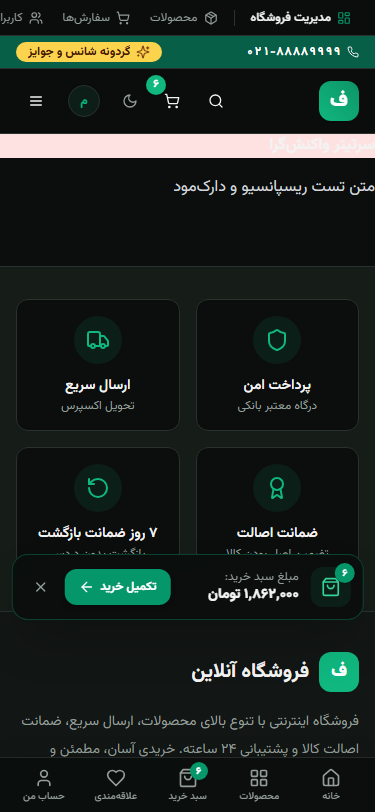 مدیریت فروشگاه
محصولات
سفارش‌ها
۰۲۱-۸۸۸۸۹۹۹۹
گردونه شانس و جوایز
ف
۶
م
سرتیتر واکنش‌گرا
متن تست ریسپانسیو و دارک‌مود
پرداخت امن
درگاه معتبر بانکی
ارسال سریع
تحویل اکسپرس
ضمانت اصالت
۷ روز ضمانت بازگشت
۶
مبلغ سبد خرید:
۱,۸۶۲,۰۰۰ تومان
تکمیل خرید
ف
فروشگاه آنلاین
فروشگاه اینترنتی با تنوع بالای محصولات، ارسال سریع، ضمانت
اصالت کالا و پشتیبانی ۲۴ ساعته. خریدی آسان، مطمئن و
خانه
محصولات
۶
سبد خرید
علاقه‌مندی
حساب من